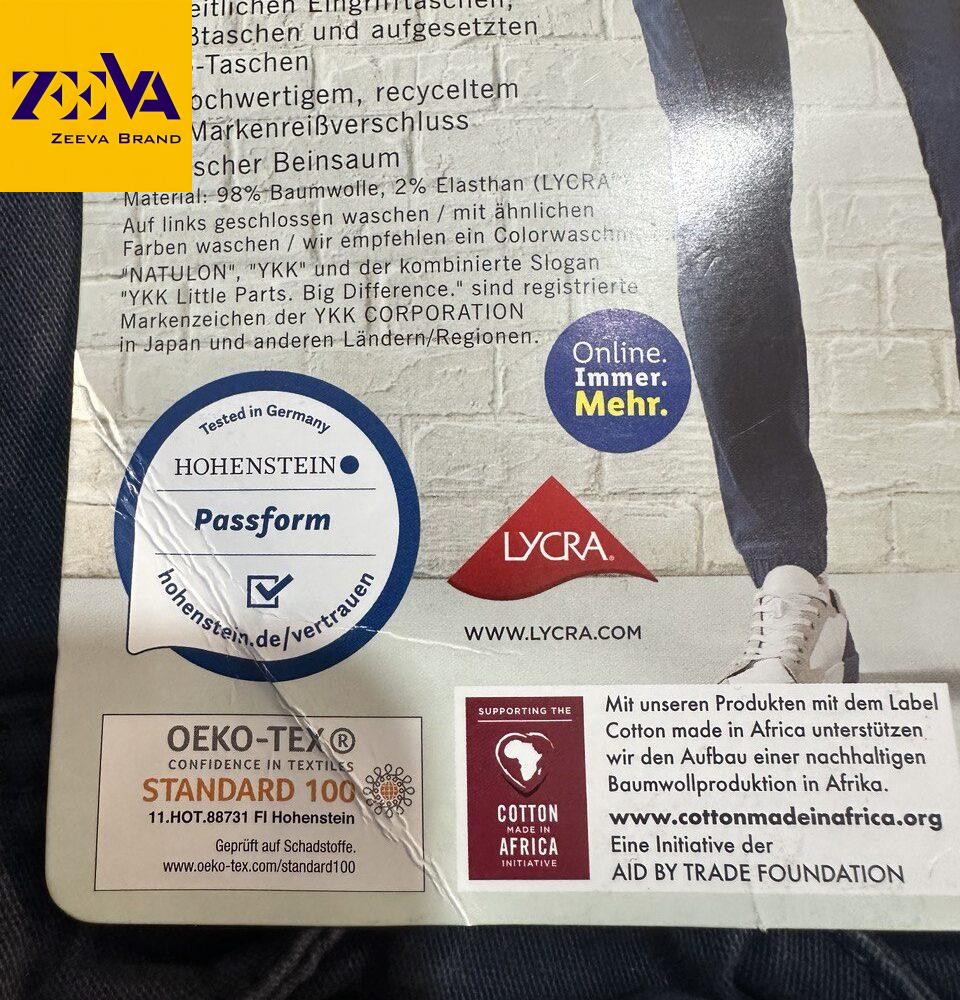 ZEEVA
ZEEVA BRAND
eitlichen Eingrifftaschen,
ßtaschen und aufgesetzten
-Taschen
ochwertigem, recyceltem
Markenreißverschluss
scher Beinsaum
Material: 98% Baumwolle, 2% Elasthan (LYCRA
Auf links geschlossen waschen / mit ähnlichen
Farben waschen / wir empfehlen ein
"NATULON", "YKK" und der kombinierte Slogan
"YKK Little Parts. Big Difference." sind registrierte
Markenzeichen der YKK CORPORATION
in Japan und anderen Ländern/Regionen.
Online.
Immer.
Mehr.
Tested in Germany
HOHENSTEIN
Passform
hohenstein.de/vertrauen
LYCRA®
WWW.LYCRA.COM
OEKO-TEX®
CONFIDENCE IN TEXTILES
STANDARD 100
11.HOT.88731 FI Hohenstein
Geprüft auf Schadstoffe.
www.oeko-tex.com/standard100
SUPPORTING THE
COTTON
MADE IN
AFRICA
INITIATIVE
Mit unseren Produkten mit dem Label
Cotton made in Africa unterstützen
wir den Aufbau einer nachhaltigen
Baumwollproduktion in Afrika.
www.cottonmadeinafrica.org
Eine Initiative der
AID BY TRADE FOUNDATION